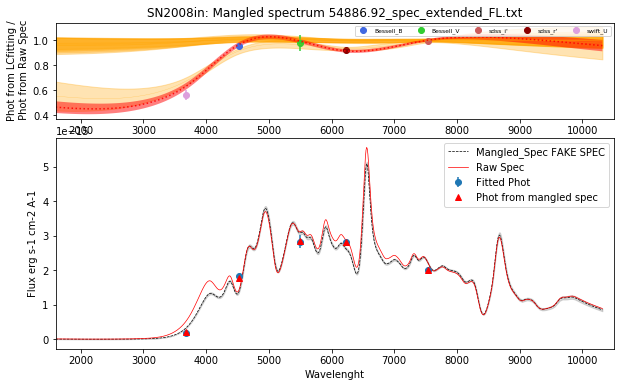 SN2008in: Mangled spectrum 54886.92_spec_extended_FL.txt
Phot from LCfitting /
Phot from Raw Spec
1.0
0.8
0.6
0.4
Bessell_B
Bessell_V
sdss_i'
sdss_r'
swift_U
2000
3000
4000
5000
6000
7000
8000
9000
10000
Flux erg s-1 cm-2 A-1
5
4
3
2
1
0
Mangled_Spec FAKE SPEC
Raw Spec
Fitted Phot
Phot from mangled spec
2000
3000
4000
5000
6000
7000
8000
9000
10000
Wavelenght